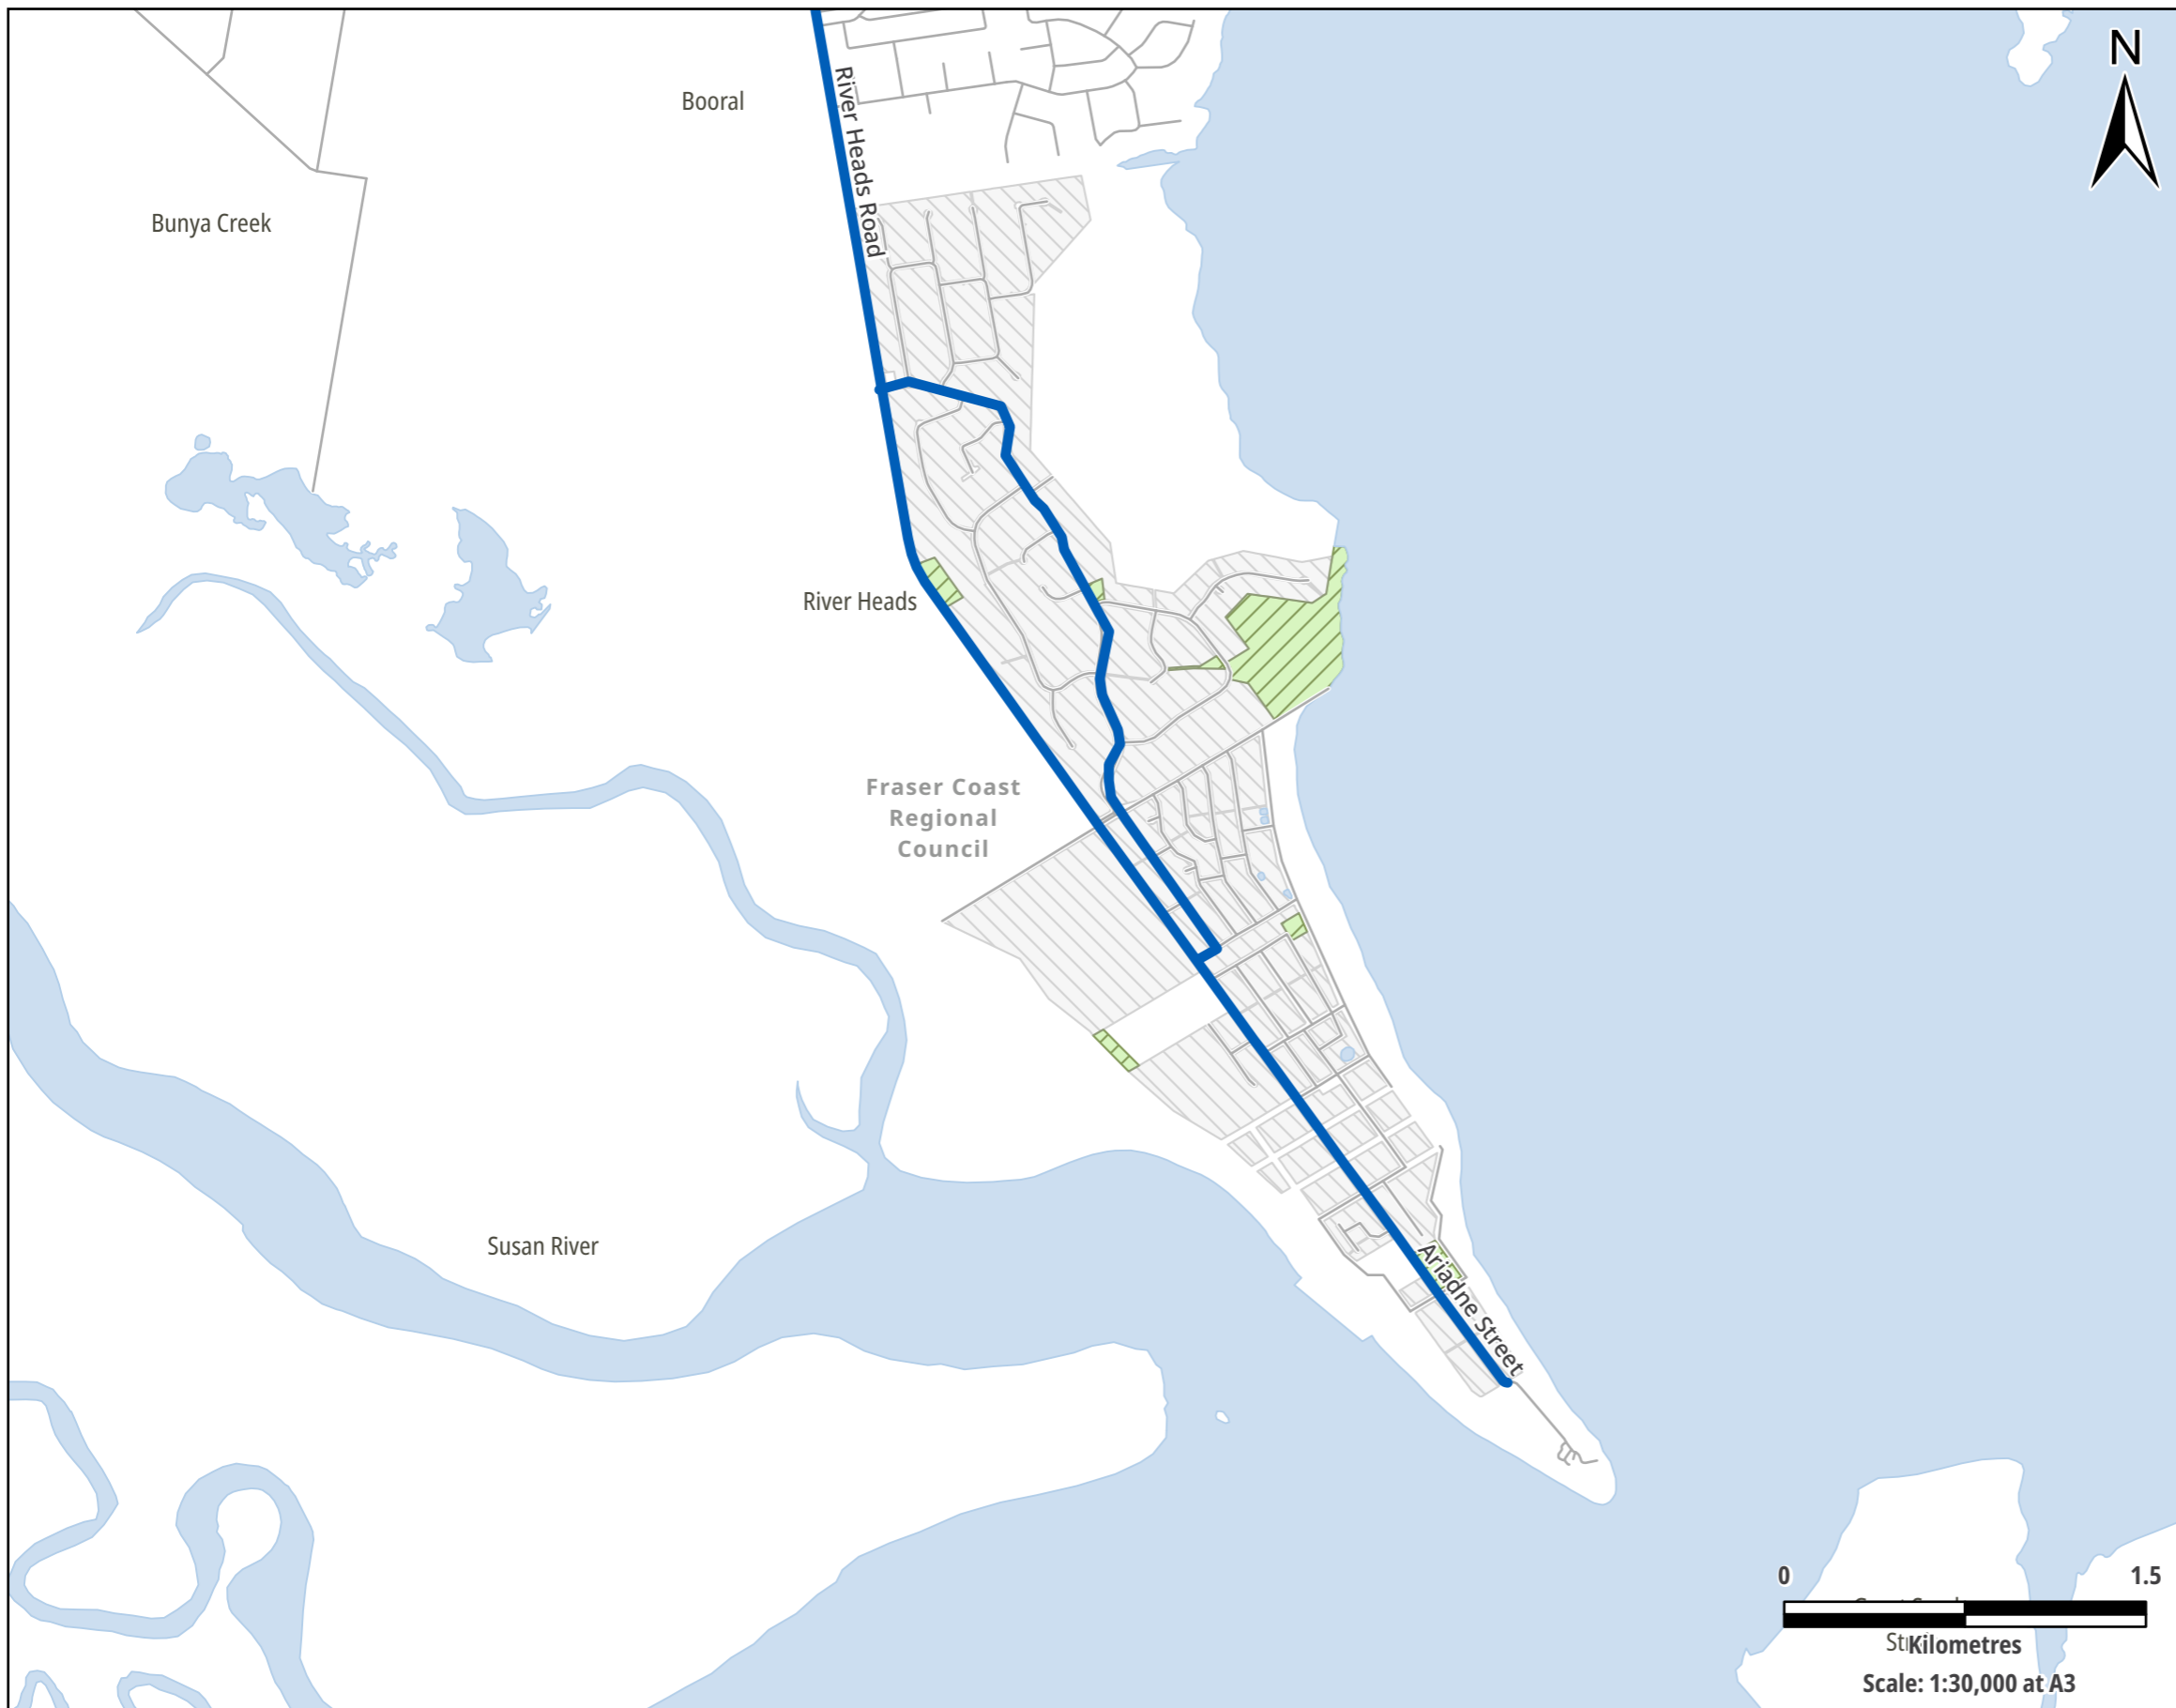 N
Booral
River Heads Road
Bunya Creek
River Heads
Fraser Coast
Regional
Council
Susan River
Ariadne Street
0
1.5
Kilometres
Scale: 1:30,000 at A3